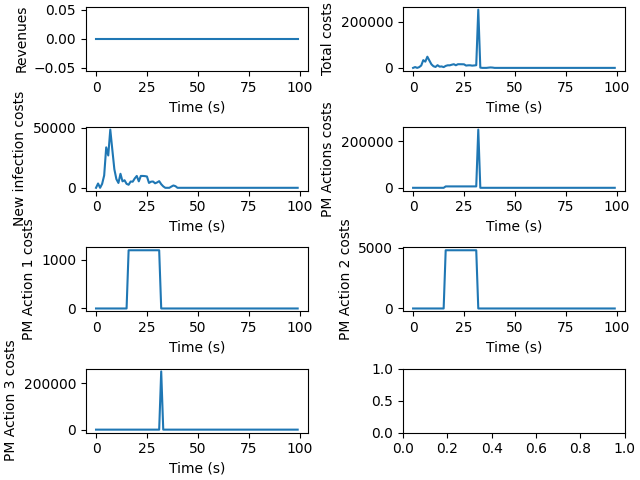 Revenues
0.05
0.00
−0.05
0 25 50 75 100
Time (s)
Total costs
200000
0
0 25 50 75 100
Time (s)
New infection costs
50000
0
0 25 50 75 100
Time (s)
PM Actions costs
200000
0
0 25 50 75 100
Time (s)
PM Action 1 costs
1000
0
0 25 50 75 100
Time (s)
PM Action 2 costs
5000
0
0 25 50 75 100
Time (s)
PM Action 3 costs
200000
0
0 25 50 75 100
Time (s)
1.0
0.5
0.0
0.0 0.2 0.4 0.6 0.8 1.0